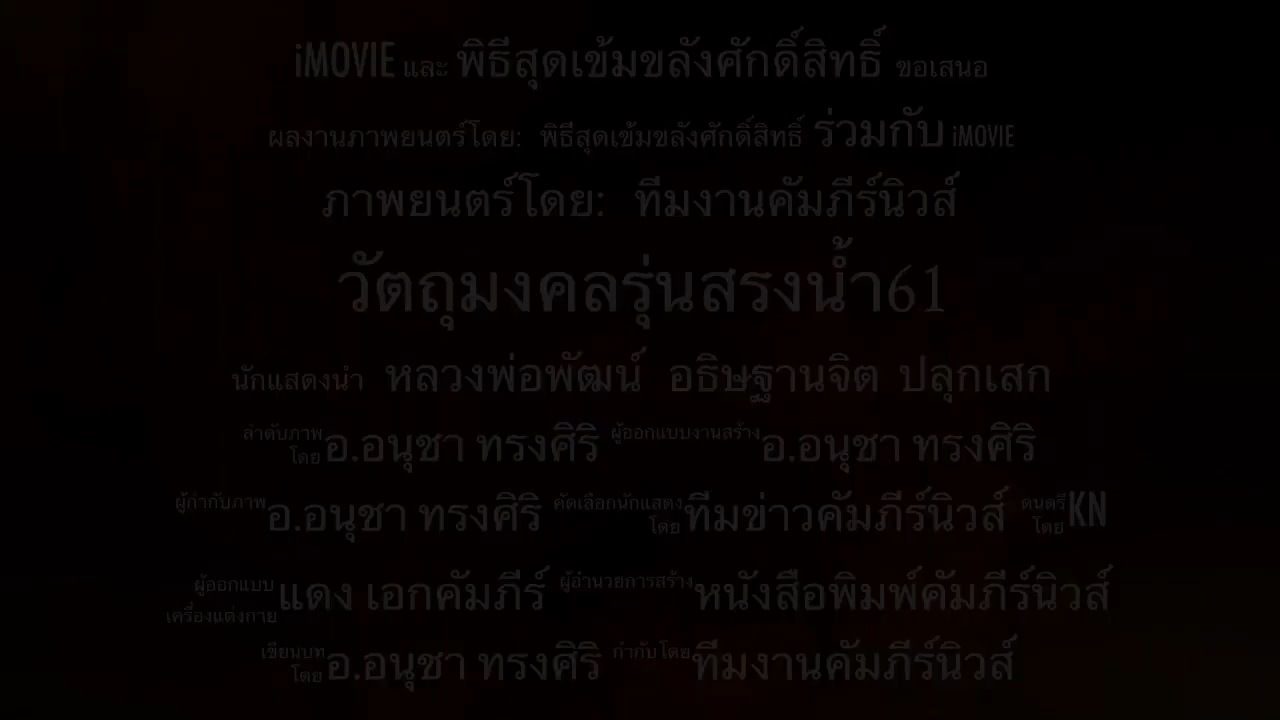 iMOVIE และ พิธีสุดเข้มขลังศักดิ์สิทธิ์ ขอเสนอ
ผลงานภาพยนตร์โดย: พิธีสุดเข้มขลังศักดิ์สิทธิ์ ร่วมกับ iMOVIE
ภาพยนตร์โดย: ทีมงานคัมภีร์นิวส์
วัตถุมงคลรุ่นสรงน้ำ61
นักแสดงนำ หลวงพ่อพัฒน์ อธิษฐานจิต ปลุกเสก
ลำดับภาพโดย อ.อนุชา ทรงศิริ ผู้ออกแบบงานสร้าง อ.อนุชา ทรงศิริ
ผู้กำกับภาพ อ.อนุชา ทรงศิริ คัดเลือกนักแสดงโดย ทีมข่าวคัมภีร์นิวส์ ดนตรีโดย KN
ผู้ออกแบบเครื่องแต่งกาย แดง เอกคัมภีร์ ผู้อำนวยการสร้าง หนังสือพิมพ์คัมภีร์นิวส์
เขียนบทโดย อ.อนุชา ทรงศิริ กำกับโดย ทีมงานคัมภีร์นิวส์